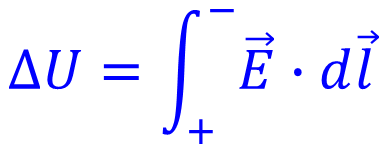 ΔU = ∫₊⁻ E⃗ · dl⃗